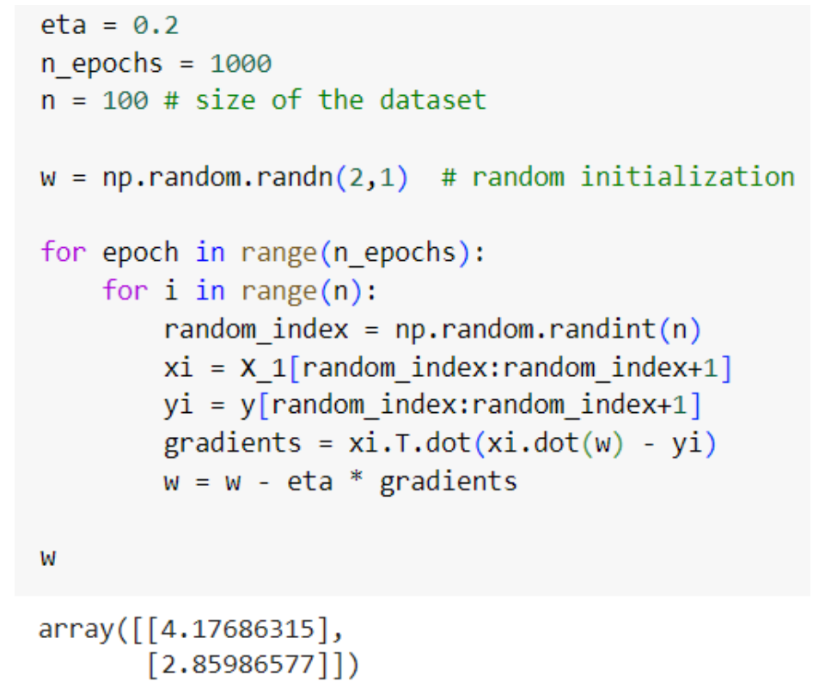 eta = 0.2
n_epochs = 1000
n = 100 # size of the dataset
w = np.random.randn(2,1)  # random initialization
for epoch in range(n_epochs):
    for i in range(n):
        random_index = np.random.randint(n)
        xi = X_1[random_index:random_index+1]
        yi = y[random_index:random_index+1]
        gradients = xi.T.dot(xi.dot(w) - yi)
        w = w - eta * gradients
w
array([[4.17686315],
       [2.85986577]])